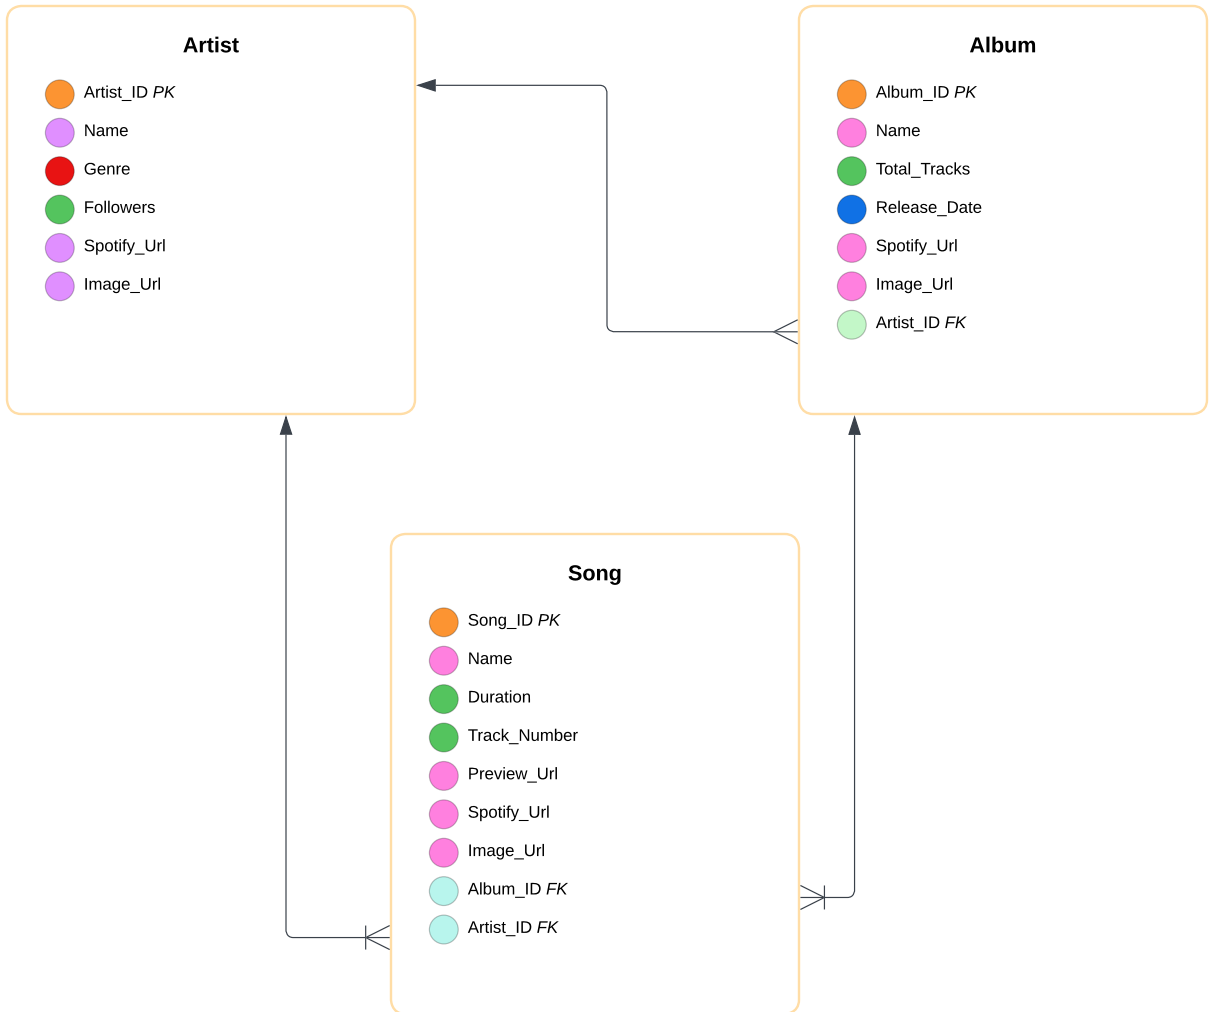 Artist
Artist_ID PK
Name
Genre
Followers
Spotify_Url
Image_Url
Album
Album_ID PK
Name
Total_Tracks
Release_Date
Spotify_Url
Image_Url
Artist_ID FK
Song
Song_ID PK
Name
Duration
Track_Number
Preview_Url
Spotify_Url
Image_Url
Album_ID FK
Artist_ID FK